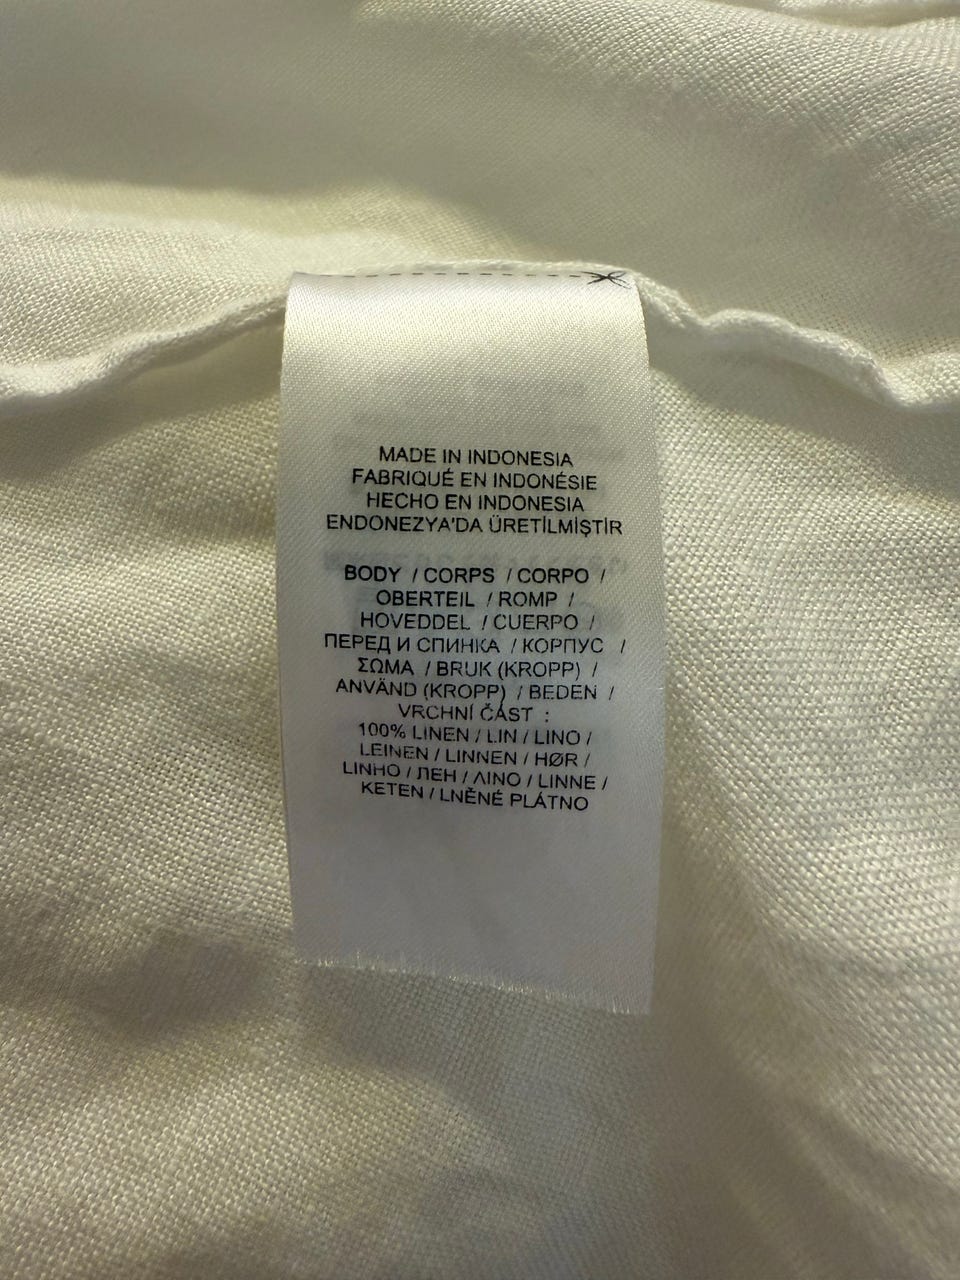 MADE IN INDONESIA
FABRIQUÉ EN INDONÉSIE
HECHO EN INDONESIA
ENDONEZYA'DA ÜRETİLMİŞTİR
BODY / CORPS / CORPO /
OBERTEIL / ROMP /
HOVEDDEL / CUERPO /
ПЕРЕД И СПИНКА / КОРПУС /
ΣΩΜΑ / BRUK (KROPP) /
ANVÄND (KROPP) / BEDEN /
VRCHNÍ ČÁST :
100% LINEN / LIN / LINO /
LEINEN / LINNEN / HØR /
LINHO / ЛЕН / ΛΙΝΟ / LINNE /
KETEN / LNĚNÉ PLÁTNO